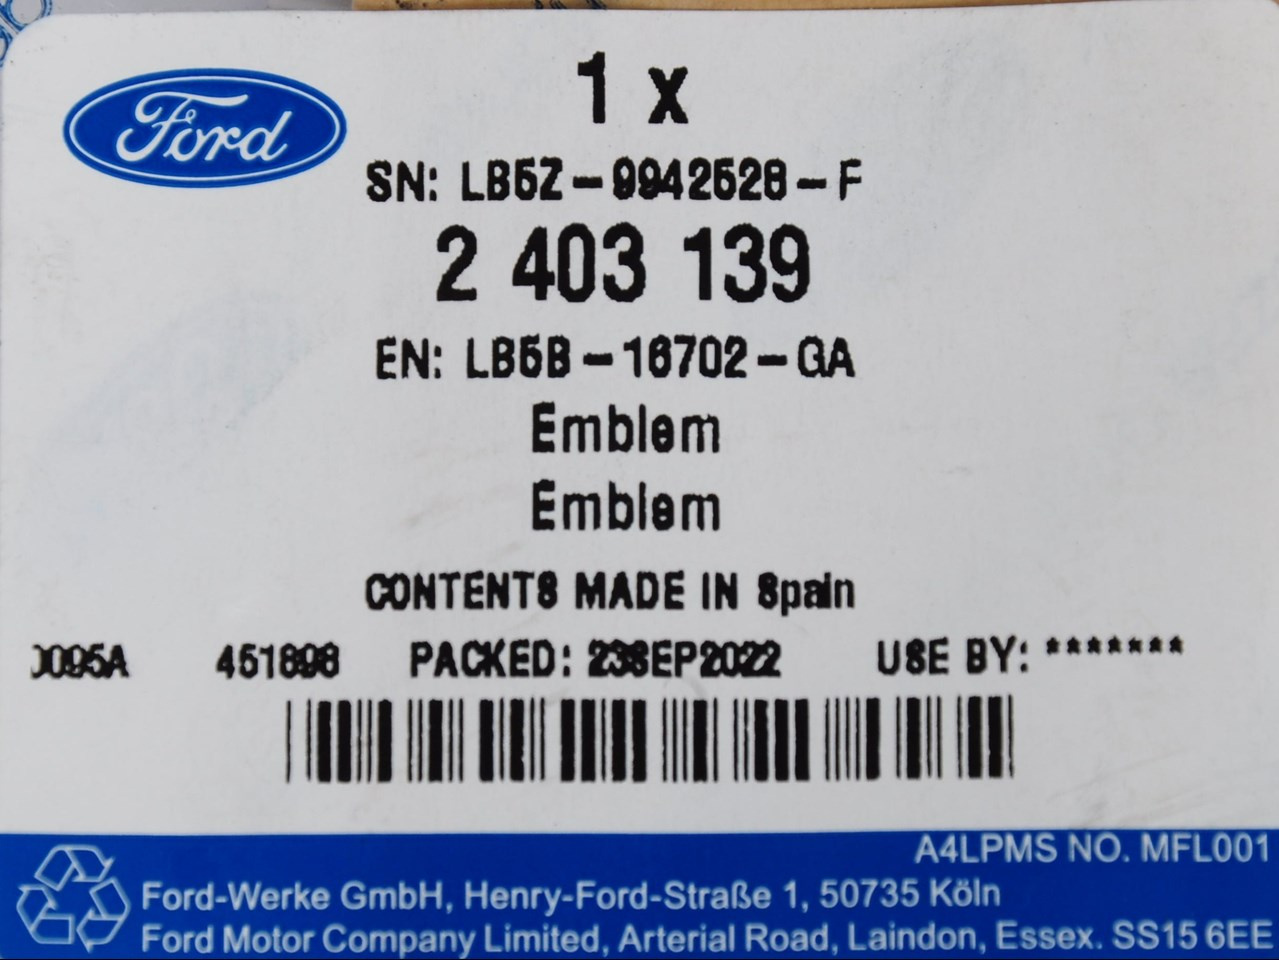 Ford
1 x
SN: LB5Z-9942528-F
2 403 139
EN: LB5B-16702-GA
Emblem
Emblem
CONTENTS MADE IN Spain
PACKED: 23SEP2022 USE BY: *******
A4LPMS NO. MFL001
Ford-Werke GmbH, Henry-Ford-Straße 1, 50735 Köln
Ford Motor Company Limited, Arterial Road, Laindon, Essex. SS15 6EE